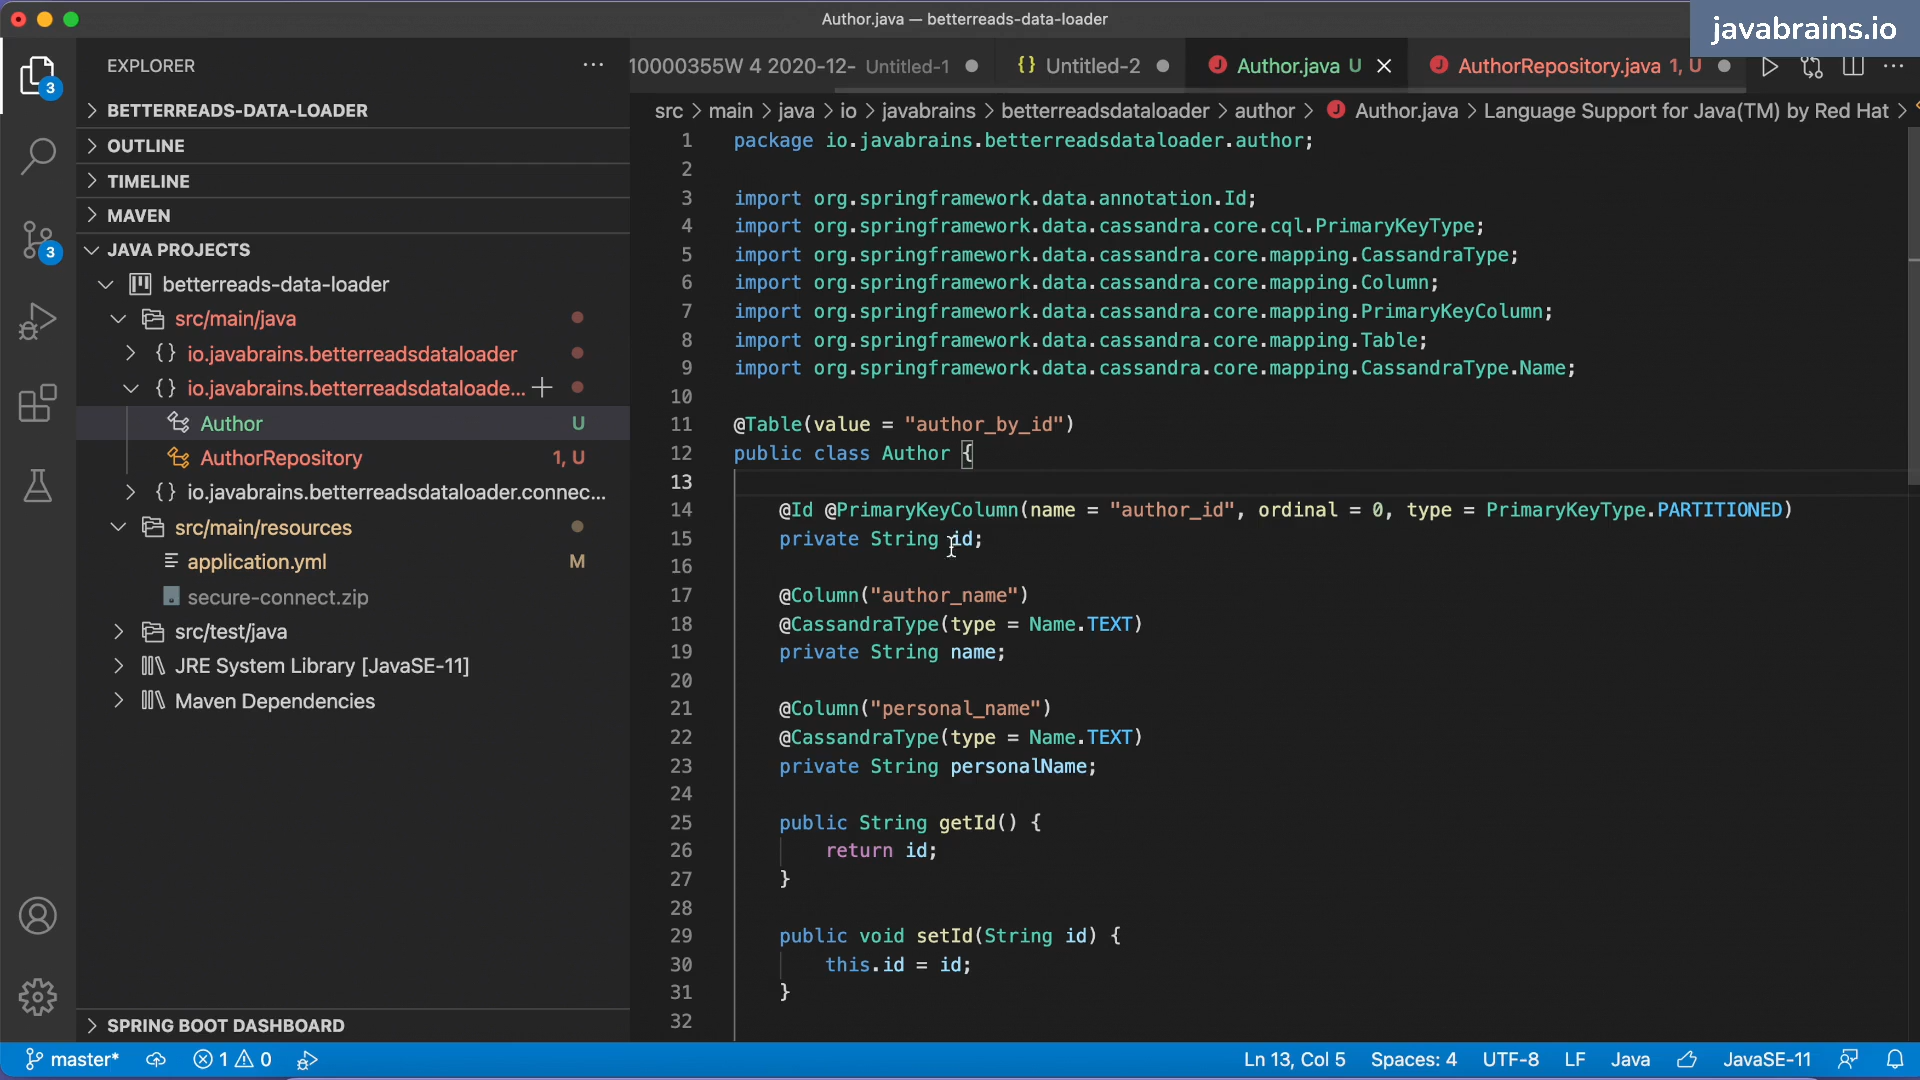 Author.java — betterreads-data-loader
javabrains.io
3
EXPLORER
10000355W 4 2020-12- Untitled-1
{} Untitled-2
Author.java U
AuthorRepository.java 1, U
BETTERREADS-DATA-LOADER
OUTLINE
TIMELINE
MAVEN
JAVA PROJECTS
betterreads-data-loader
src/main/java
{} io.javabrains.betterreadsdataloader
{} io.javabrains.betterreadsdataloade...
Author U
AuthorRepository 1, U
{} io.javabrains.betterreadsdataloader.connec...
src/main/resources
application.yml M
secure-connect.zip
src/test/java
JRE System Library [JavaSE-11]
Maven Dependencies
SPRING BOOT DASHBOARD
3
src > main > java > io > javabrains > betterreadsdataloader > author > Author.java > Language Support for Java(TM) by Red Hat >
1 package io.javabrains.betterreadsdataloader.author;
2
3 import org.springframework.data.annotation.Id;
4 import org.springframework.data.cassandra.core.cql.PrimaryKeyType;
5 import org.springframework.data.cassandra.core.mapping.CassandraType;
6 import org.springframework.data.cassandra.core.mapping.Column;
7 import org.springframework.data.cassandra.core.mapping.PrimaryKeyColumn;
8 import org.springframework.data.cassandra.core.mapping.Table;
9 import org.springframework.data.cassandra.core.mapping.CassandraType.Name;
10
11 @Table(value = "author_by_id")
12 public class Author {
13
14 @Id @PrimaryKeyColumn(name = "author_id", ordinal = 0, type = PrimaryKeyType.PARTITIONED)
15 private String id;
16
17 @Column("author_name")
18 @CassandraType(type = Name.TEXT)
19 private String name;
20
21 @Column("personal_name")
22 @CassandraType(type = Name.TEXT)
23 private String personalName;
24
25 public String getId() {
26 return id;
27 }
28
29 public void setId(String id) {
30 this.id = id;
31 }
32
master* 1 0
Ln 13, Col 5 Spaces: 4 UTF-8 LF Java JavaSE-11